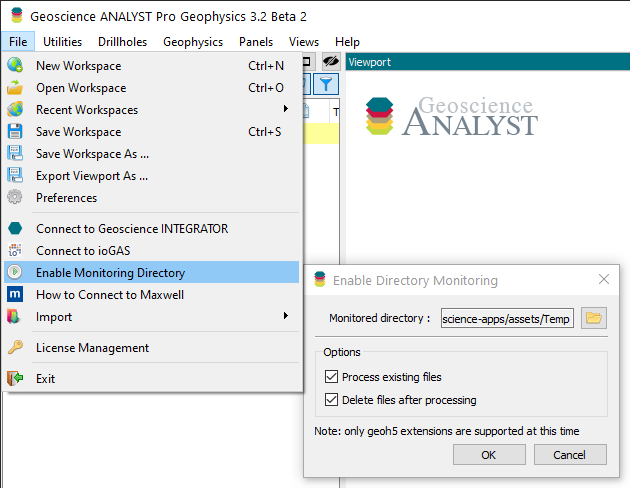 Geoscience ANALYST Pro Geophysics 3.2 Beta 2
File Utilities Drillholes Geophysics Panels Views Help
New Workspace Ctrl+N
Open Workspace Ctrl+O
Recent Workspaces
Save Workspace Ctrl+S
Save Workspace As ...
Export Viewport As ...
Preferences
Connect to Geoscience INTEGRATOR
Connect to ioGAS
Enable Monitoring Directory
How to Connect to Maxwell
Import
License Management
Exit
T
Viewport
Geoscience
ANALYST
Enable Directory Monitoring
Monitored directory : science-apps/assets/Temp
Options
Process existing files
Delete files after processing
Note: only geoh5 extensions are supported at this time
OK Cancel